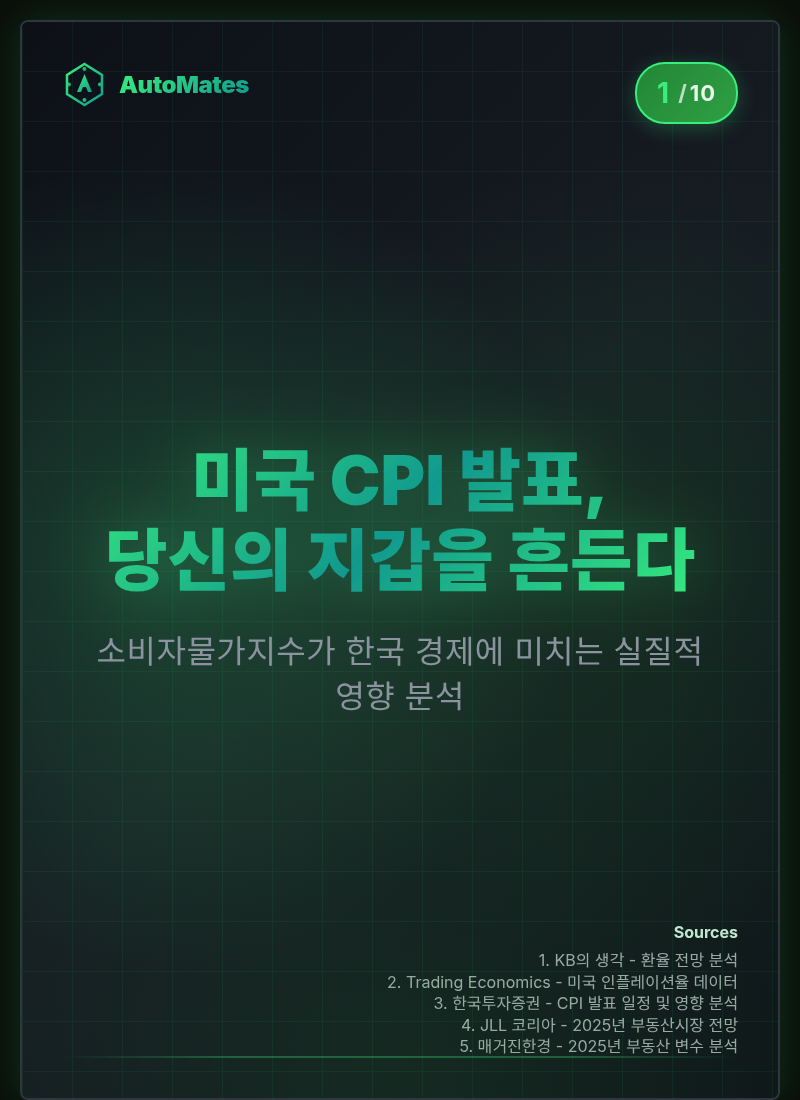 AutoMates
1 /10
미국 CPI 발표,
당신의 지갑을 흔든다
소비자물가지수가 한국 경제에 미치는 실질적
영향 분석
Sources
1. KB의 생각 - 환율 전망 분석
2. Trading Economics - 미국 인플레이션율 데이터
3. 한국투자증권 - CPI 발표 일정 및 영향 분석
4. JLL 코리아 - 2025년 부동산시장 전망
5. 매거진한경 - 2025년 부동산 변수 분석